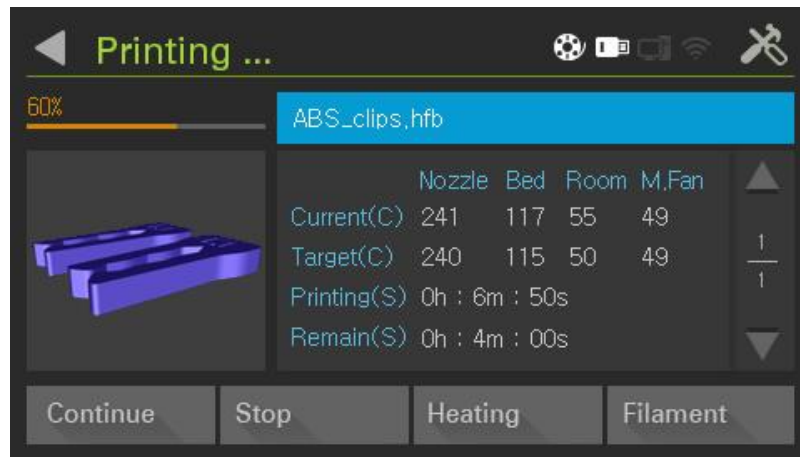 Printing ...
60%
ABS_clips,hfb
Nozzle Bed Room M,Fan
Current(C) 241 117 55 49
Target(C) 240 115 50 49
Printing(S) 0h : 6m : 50s
Remain(S) 0h : 4m : 00s
1
1
Continue Stop Heating Filament